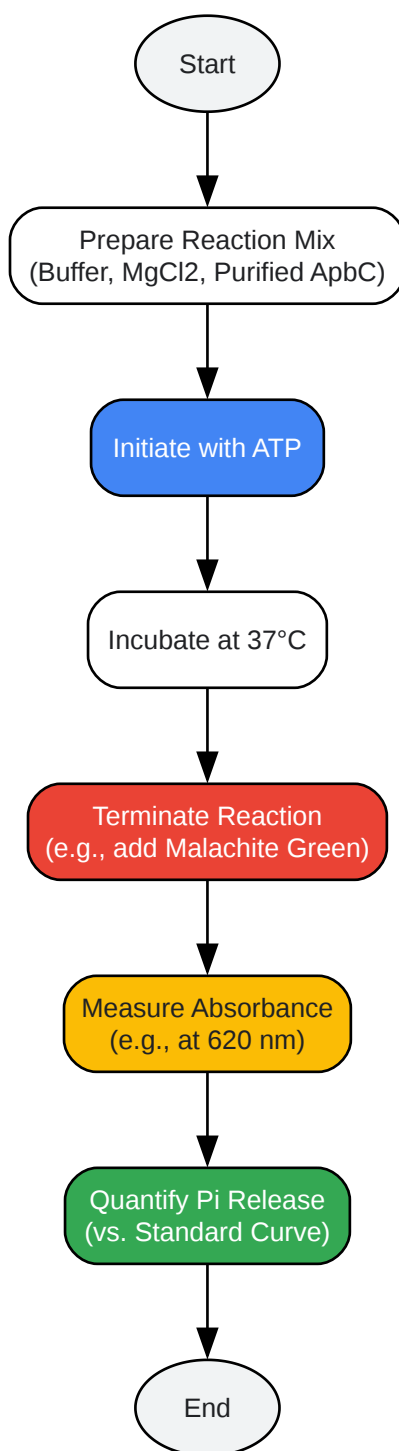 Start
Prepare Reaction Mix
(Buffer, MgCl2, Purified ApbC)
Initiate with ATP
Incubate at 37°C
Terminate Reaction
(e.g., add Malachite Green)
Measure Absorbance
(e.g., at 620 nm)
Quantify Pi Release
(vs. Standard Curve)
End